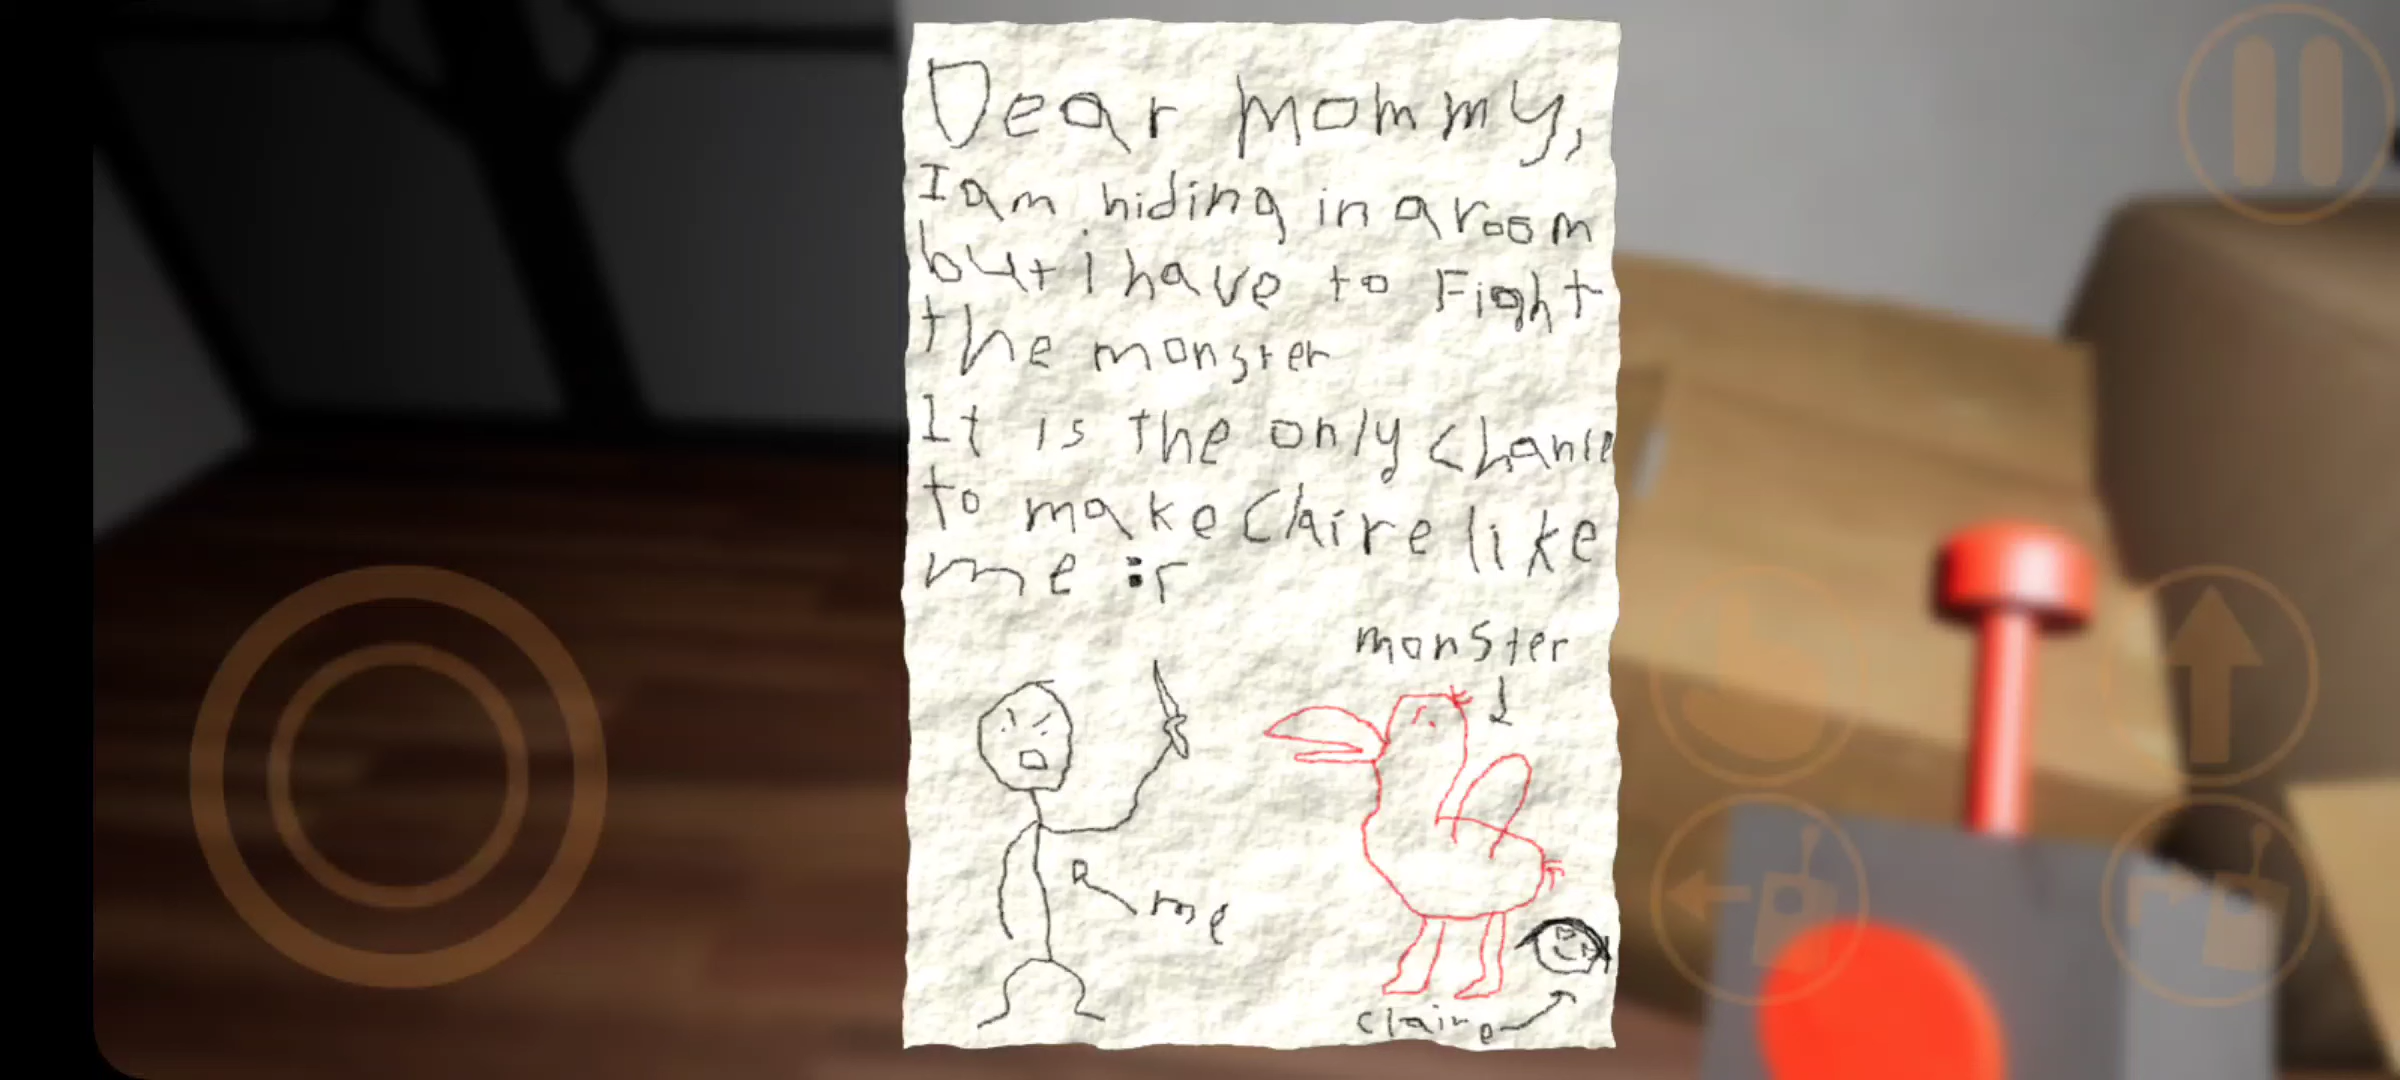 Dear mommy,
I am hiding in a room
but i have to Fight
the monster
It is the only chance
to make Claire like
me :r
monster
me
claire